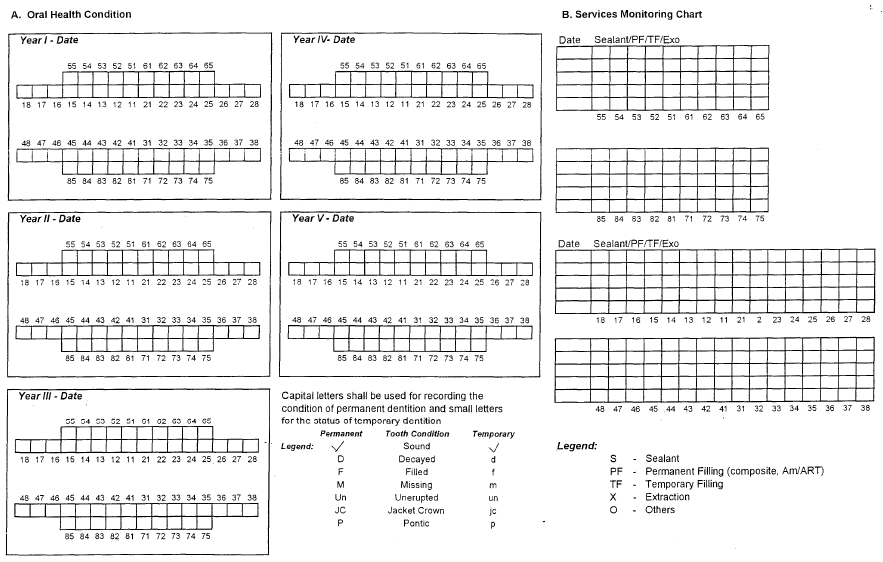 A. Oral Health Condition
Year I - Date
55 54 53 52 51 61 62 63 64 65
18 17 16 15 14 13 12 11 21 22 23 24 25 26 27 28
48 47 46 45 44 43 42 41 31 32 33 34 35 36 37 38
85 84 83 82 81 71 72 73 74 75
Year II - Date
55 54 53 52 51 61 62 63 64 65
18 17 16 15 14 13 12 11 21 22 23 24 25 26 27 28
48 47 46 45 44 43 42 41 31 32 33 34 35 36 37 38
85 84 83 82 81 71 72 73 74 75
Year III - Date
55 54 53 52 51 61 62 63 64 65
18 17 16 15 14 13 12 11 21 22 23 24 25 26 27 28
48 47 46 45 44 43 42 41 31 32 33 34 35 36 37 38
85 84 83 82 81 71 72 73 74 75
Year IV- Date
55 54 53 52 51 61 62 63 64 65
18 17 16 15 14 13 12 11 21 22 23 24 25 26 27 28
48 47 46 45 44 43 42 41 31 32 33 34 35 36 37 38
85 84 83 82 81 71 72 73 74 75
Year V - Date
55 54 53 52 51 61 62 63 64 65
18 17 16 15 14 13 12 11 21 22 23 24 25 26 27 28
48 47 46 45 44 43 42 41 31 32 33 34 35 36 37 38
85 84 83 82 81 71 72 73 74 75
Capital letters shall be used for recording the
condition of permanent dentition and small letters
for the status of temporary dentition
Permanent Tooth Condition Temporary
Legend: ✓ Sound ✓
D Decayed d
F Filled f
M Missing m
Un Unerupted un
JC Jacket Crown jc
P Pontic p
B. Services Monitoring Chart
Date Sealant/PF/TF/Exo
55 54 53 52 51 61 62 63 64 65
85 84 83 82 81 71 72 73 74 75
Date Sealant/PF/TF/Exo
18 17 16 15 14 13 12 11 21 2 23 24 25 26 27 28
48 47 46 45 44 43 42 41 31 32 33 34 35 36 37 38
Legend:
S - Sealant
PF - Permanent Filling (composite, Am/ART)
TF - Temporary Filling
X - Extraction
O - Others